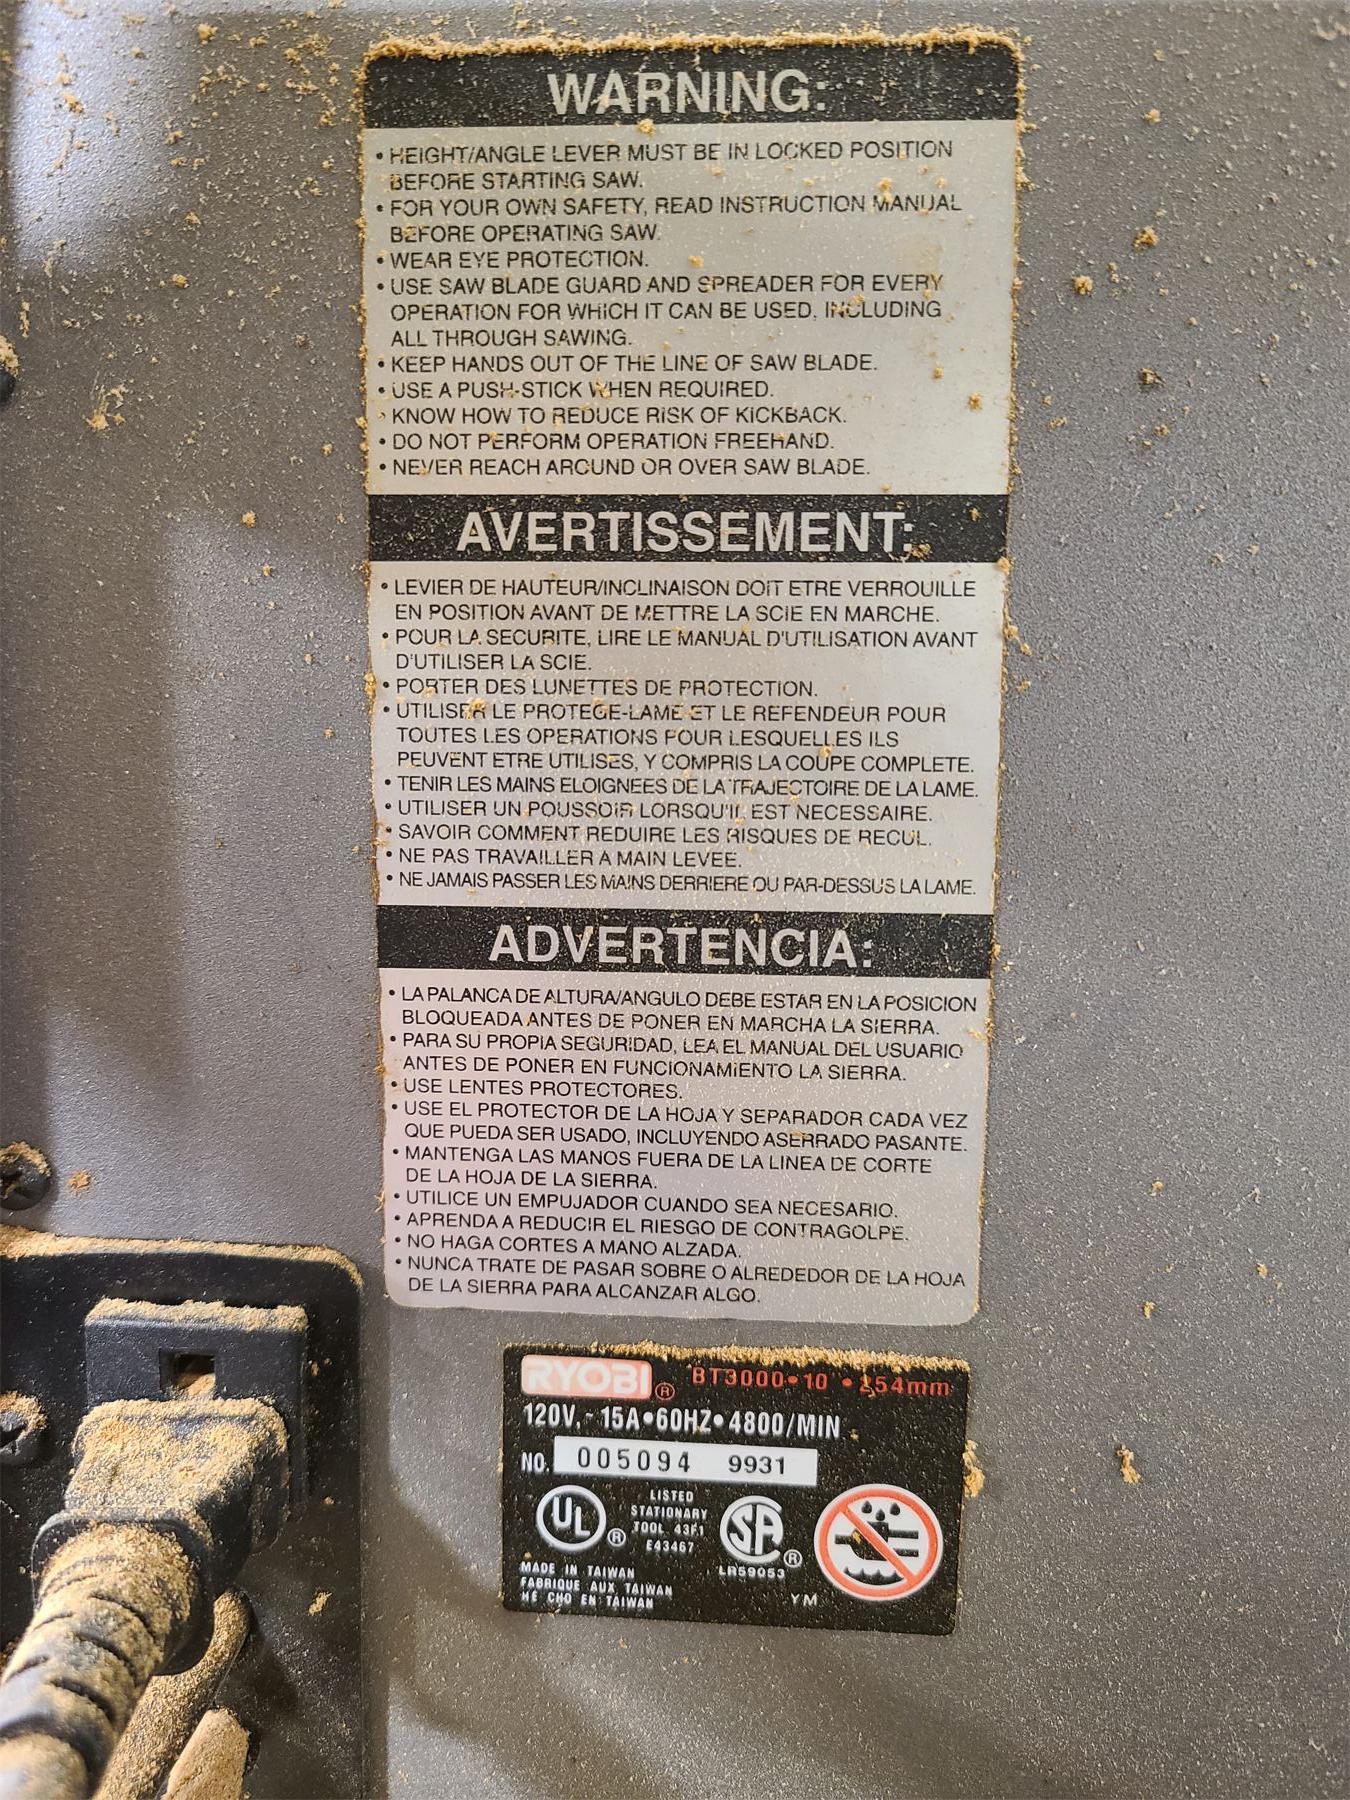 WARNING:
• HEIGHT/ANGLE LEVER MUST BE IN LOCKED POSITION
BEFORE STARTING SAW.
• FOR YOUR OWN SAFETY, READ INSTRUCTION MANUAL
BEFORE OPERATING SAW.
• WEAR EYE PROTECTION.
• USE SAW BLADE GUARD AND SPREADER FOR EVERY
OPERATION FOR WHICH IT CAN BE USED, INCLUDING
ALL THROUGH SAWING.
• KEEP HANDS OUT OF THE LINE OF SAW BLADE.
• USE A PUSH-STICK WHEN REQUIRED.
• KNOW HOW TO REDUCE RISK OF KICKBACK.
• DO NOT PERFORM OPERATION FREEHAND.
• NEVER REACH AROUND OR OVER SAW BLADE.
AVERTISSEMENT:
• LEVIER DE HAUTEUR/INCLINAISON DOIT ETRE VERROUILLE
EN POSITION AVANT DE METTRE LA SCIE EN MARCHE.
• POUR LA SECURITE, LIRE LE MANUAL D'UTILISATION AVANT
D'UTILISER LA SCIE.
• PORTER DES LUNETTES DE PROTECTION.
• UTILISER LE PROTEGE-LAME ET LE REFENDEUR POUR
TOUTES LES OPERATIONS POUR LESQUELLES ILS
PEUVENT ETRE UTILISES, Y COMPRIS LA COUPE COMPLETE.
• TENIR LES MAINS ELOIGNEES DE LA TRAJECTOIRE DE LA LAME.
• UTILISER UN POUSSOIR LORSQU'IL EST NECESSAIRE.
• SAVOIR COMMENT REDUIRE LES RISQUES DE RECUL.
• NE PAS TRAVAILLER A MAIN LEVEE.
• NE JAMAIS PASSER LES MAINS DERRIERE OU PAR-DESSUS LA LAME.
ADVERTENCIA:
• LA PALANCA DE ALTURA/ANGULO DEBE ESTAR EN LA POSICION
BLOQUEADA ANTES DE PONER EN MARCHA LA SIERRA.
• PARA SU PROPIA SEGURIDAD, LEA EL MANUAL DEL USUARIO
ANTES DE PONER EN FUNCIONAMIENTO LA SIERRA.
• USE LENTES PROTECTORES.
• USE EL PROTECTOR DE LA HOJA Y SEPARADOR CADA VEZ
QUE PUEDA SER USADO, INCLUYENDO ASERRADO PASANTE.
• MANTENGA LAS MANOS FUERA DE LA LINEA DE CORTE
DE LA HOJA DE LA SIERRA.
• UTILICE UN EMPUJADOR CUANDO SEA NECESARIO.
• APRENDA A REDUCIR EL RIESGO DE CONTRAGOLPE.
• NO HAGA CORTES A MANO ALZADA.
• NUNCA TRATE DE PASAR SOBRE O ALREDEDOR DE LA HOJA
DE LA SIERRA PARA ALCANZAR ALGO.
RYOBI® BT3000•10 • 254mm
120V.~ 15A•60HZ•4800/MIN
NO. 005094 9931
UL® LISTED
STATIONARY
TOOL 43F1
E43467
SA®
LR59053
MADE IN TAIWAN
FABRIQUE AUX TAIWAN
HE CHO EN TAIWAN
YM